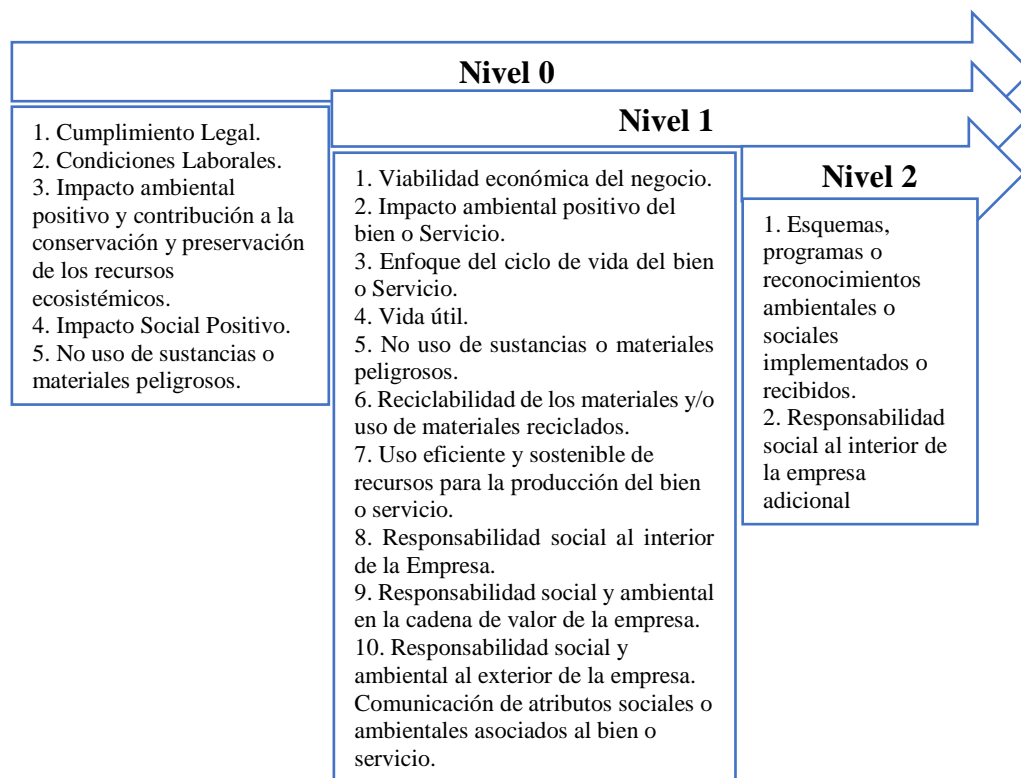 Nivel 0
1. Cumplimiento Legal.
2. Condiciones Laborales.
3. Impacto ambiental
positivo y contribución a la
conservación y preservación
de los recursos
ecosistémicos.
4. Impacto Social Positivo.
5. No uso de sustancias o
materiales peligrosos.
Nivel 1
1. Viabilidad económica del negocio.
2. Impacto ambiental positivo del
bien o Servicio.
3. Enfoque del ciclo de vida del bien
o Servicio.
4. Vida útil.
5. No uso de sustancias o materiales
peligrosos.
6. Reciclabilidad de los materiales y/o
uso de materiales reciclados.
7. Uso eficiente y sostenible de
recursos para la producción del bien
o servicio.
8. Responsabilidad social al interior
de la Empresa.
9. Responsabilidad social y ambiental
en la cadena de valor de la empresa.
10. Responsabilidad social y
ambiental al exterior de la empresa.
Comunicación de atributos sociales o
ambientales asociados al bien o
servicio.
Nivel 2
1. Esquemas,
programas o
reconocimientos
ambientales o
sociales
implementados o
recibidos.
2. Responsabilidad
social al interior de
la empresa
adicional